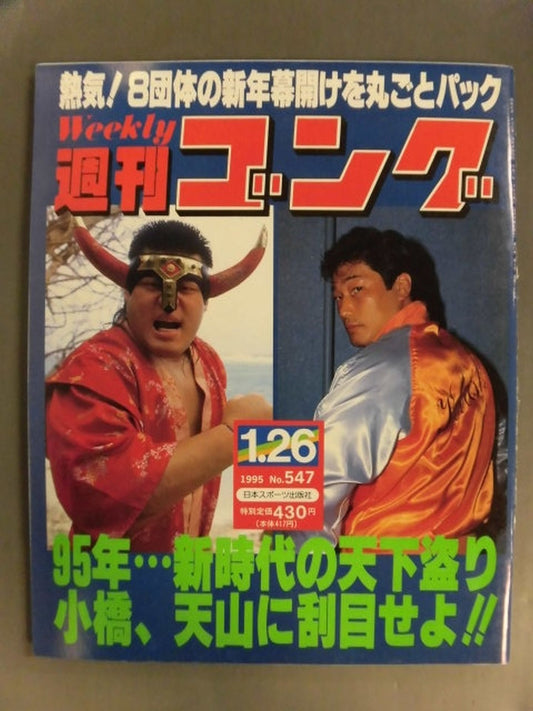 熱気!8団体の新年幕開けを丸ごとパック
Weekly
週刊ゴング
1.26
1995 No.547
日本スポーツ出版社
特別定価430円
(本体417円)
95年…新時代の天下盗り
小橋、天山に刮目せよ!!